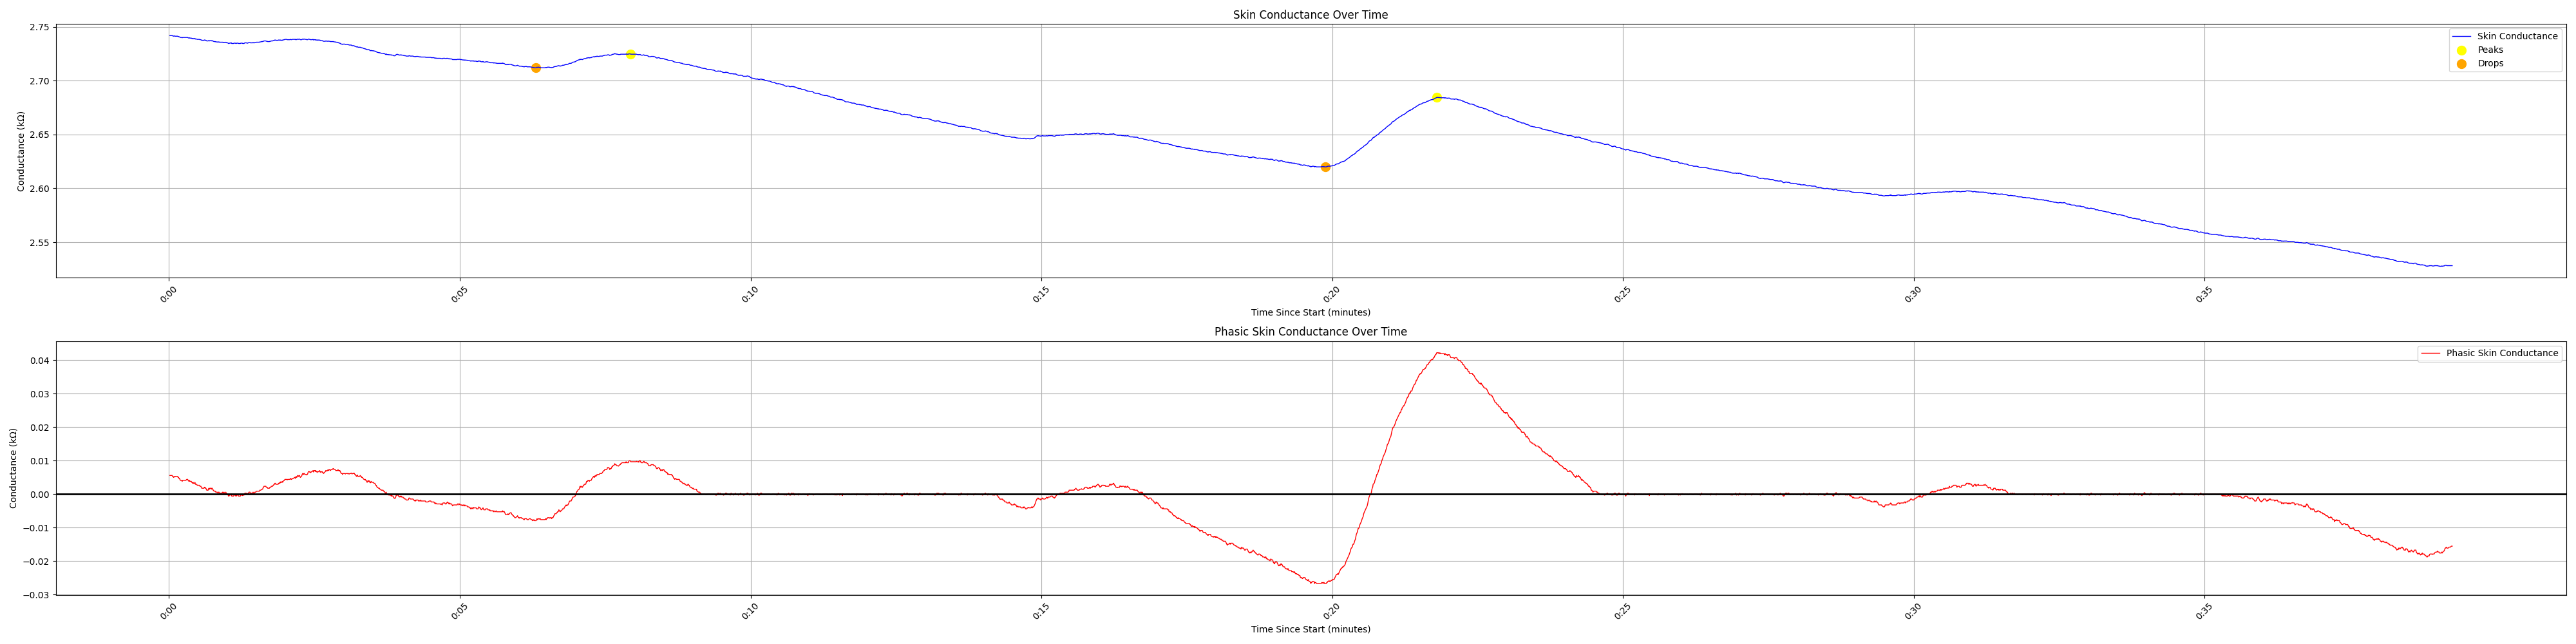 Skin Conductance Over Time
Conductance (kΩ)
2.75
2.70
2.65
2.60
2.55
Skin Conductance
Peaks
Drops
0:00 0:05 0:10 0:15 0:20 0:25 0:30 0:35
Time Since Start (minutes)
Phasic Skin Conductance Over Time
Conductance (kΩ)
0.04
0.03
0.02
0.01
0.00
−0.01
−0.02
−0.03
Phasic Skin Conductance
0:00 0:05 0:10 0:15 0:20 0:25 0:30 0:35
Time Since Start (minutes)